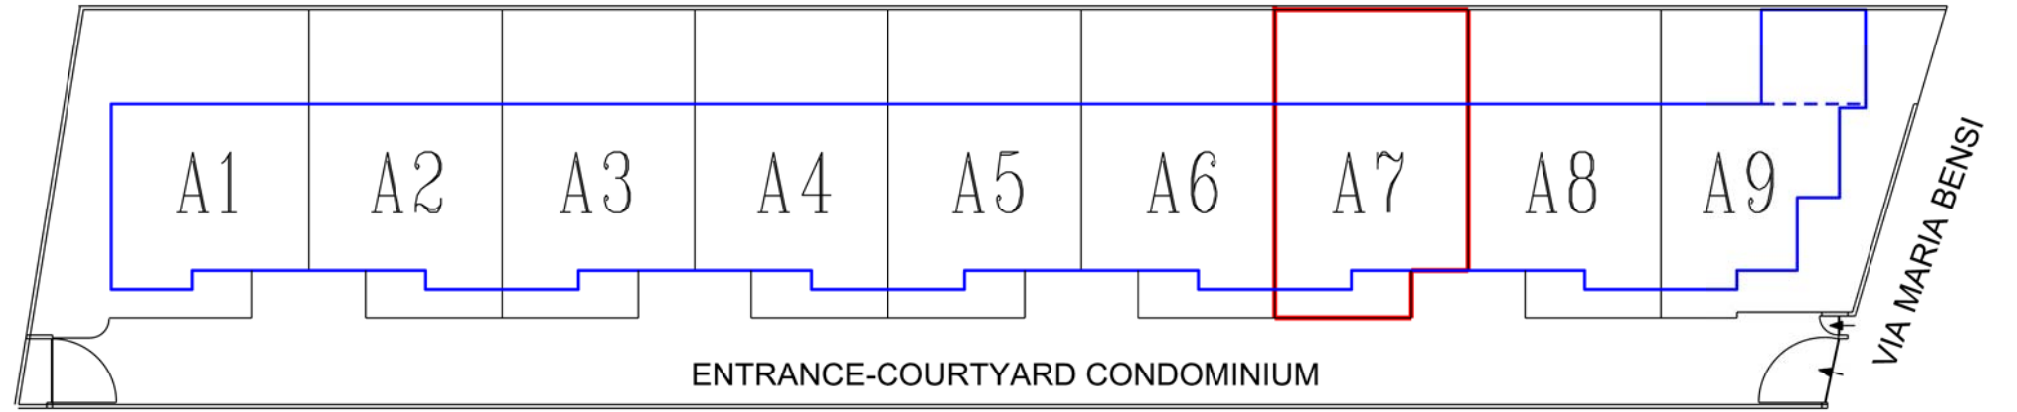 A1
A2
A3
A4
A5
A6
A7
A8
A9
VIA MARIA BENSI
ENTRANCE-COURTYARD CONDOMINIUM